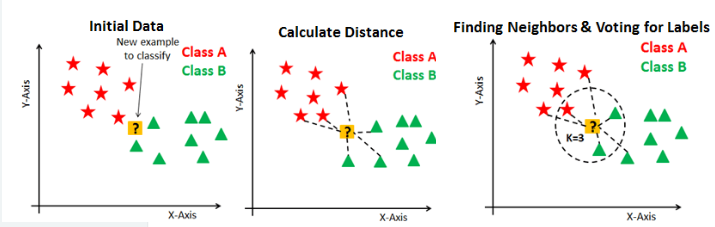 Initial Data
New example
to classify
Class A
Class B
?
Y-Axis
X-Axis
Calculate Distance
Class A
Class B
?
Y-Axis
X-Axis
Finding Neighbors & Voting for Labels
Class A
Class B
?
K=3
Y-Axis
X-Axis